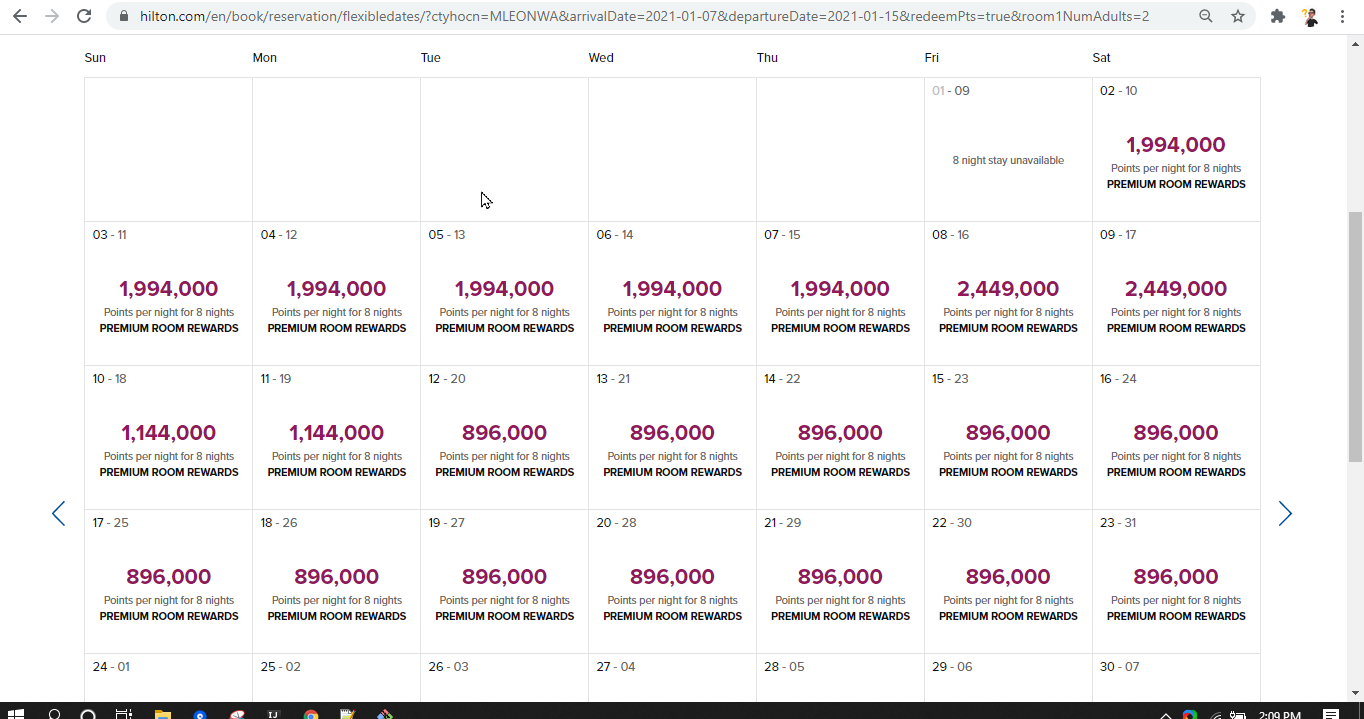 hilton.com/en/book/reservation/flexibledates/?ctyhocn=MLEONWA&arrivalDate=2021-01-07&departureDate=2021-01-15&redeemPts=true&room1NumAdults=2
Sun Mon Tue Wed Thu Fri Sat
01 - 09 02 - 10
8 night stay unavailable 1,994,000
Points per night for 8 nights
PREMIUM ROOM REWARDS
03 - 11 04 - 12 05 - 13 06 - 14 07 - 15 08 - 16 09 - 17
1,994,000 1,994,000 1,994,000 1,994,000 1,994,000 2,449,000 2,449,000
Points per night for 8 nights Points per night for 8 nights Points per night for 8 nights Points per night for 8 nights Points per night for 8 nights Points per night for 8 nights Points per night for 8 nights
PREMIUM ROOM REWARDS PREMIUM ROOM REWARDS PREMIUM ROOM REWARDS PREMIUM ROOM REWARDS PREMIUM ROOM REWARDS PREMIUM ROOM REWARDS PREMIUM ROOM REWARDS
10 - 18 11 - 19 12 - 20 13 - 21 14 - 22 15 - 23 16 - 24
1,144,000 1,144,000 896,000 896,000 896,000 896,000 896,000
Points per night for 8 nights Points per night for 8 nights Points per night for 8 nights Points per night for 8 nights Points per night for 8 nights Points per night for 8 nights Points per night for 8 nights
PREMIUM ROOM REWARDS PREMIUM ROOM REWARDS PREMIUM ROOM REWARDS PREMIUM ROOM REWARDS PREMIUM ROOM REWARDS PREMIUM ROOM REWARDS PREMIUM ROOM REWARDS
17 - 25 18 - 26 19 - 27 20 - 28 21 - 29 22 - 30 23 - 31
896,000 896,000 896,000 896,000 896,000 896,000 896,000
Points per night for 8 nights Points per night for 8 nights Points per night for 8 nights Points per night for 8 nights Points per night for 8 nights Points per night for 8 nights Points per night for 8 nights
PREMIUM ROOM REWARDS PREMIUM ROOM REWARDS PREMIUM ROOM REWARDS PREMIUM ROOM REWARDS PREMIUM ROOM REWARDS PREMIUM ROOM REWARDS PREMIUM ROOM REWARDS
24 - 01 25 - 02 26 - 03 27 - 04 28 - 05 29 - 06 30 - 07
IJ 2:09 PM